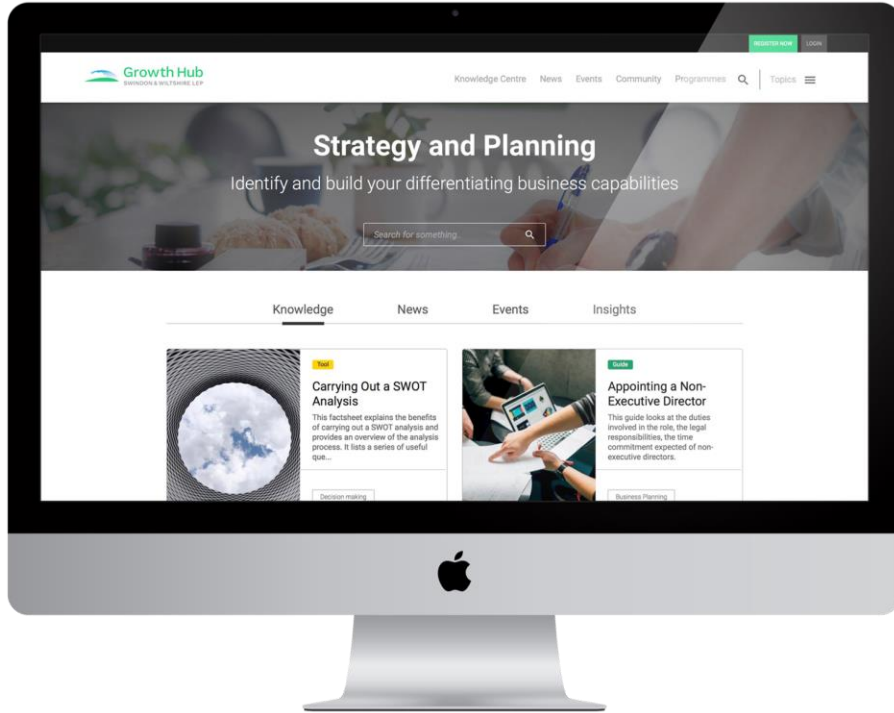 REGISTER NOW LOGIN
Growth Hub
SWINDON & WILTSHIRE LEP
Knowledge Centre News Events Community Programmes Topics
Strategy and Planning
Identify and build your differentiating business capabilities
Search for something..
Knowledge News Events Insights
Tool
Carrying Out a SWOT
Analysis
This factsheet explains the benefits
of carrying out a SWOT analysis and
provides an overview of the analysis
process. It lists a series of useful
que...
Decision making
Guide
Appointing a Non-
Executive Director
This guide looks at the duties
involved in the role, the legal
responsibilities, the time
commitment expected of non-
executive directors.
Business Planning